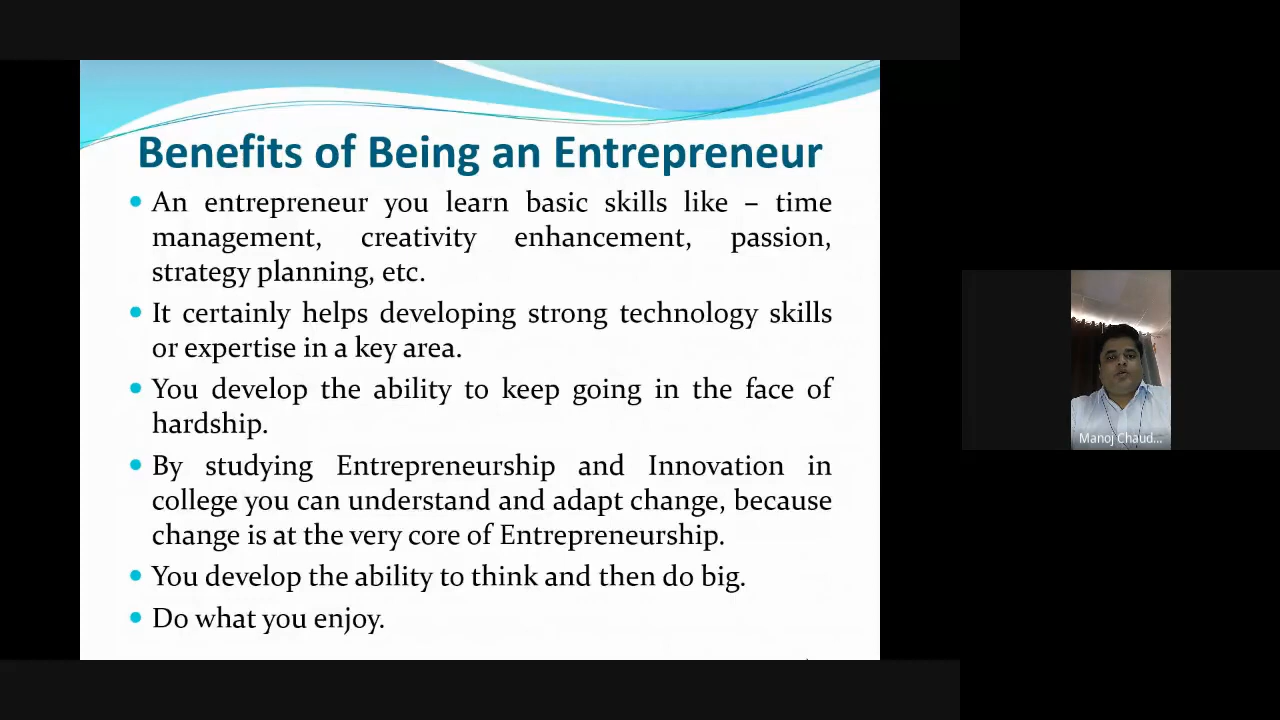 Benefits of Being an Entrepreneur
• An entrepreneur you learn basic skills like – time
management, creativity enhancement, passion,
strategy planning, etc.
• It certainly helps developing strong technology skills
or expertise in a key area.
• You develop the ability to keep going in the face of
hardship.
• By studying Entrepreneurship and Innovation in
college you can understand and adapt change, because
change is at the very core of Entrepreneurship.
• You develop the ability to think and then do big.
• Do what you enjoy.
Manoj Chaud...